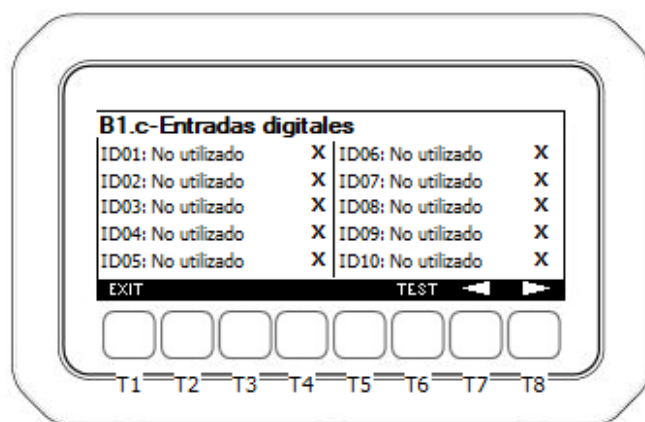 B1.c-Entradas digitales
ID01: No utilizado X ID06: No utilizado X
ID02: No utilizado X ID07: No utilizado X
ID03: No utilizado X ID08: No utilizado X
ID04: No utilizado X ID09: No utilizado X
ID05: No utilizado X ID10: No utilizado X
EXIT TEST
T1 T2 T3 T4 T5 T6 T7 T8